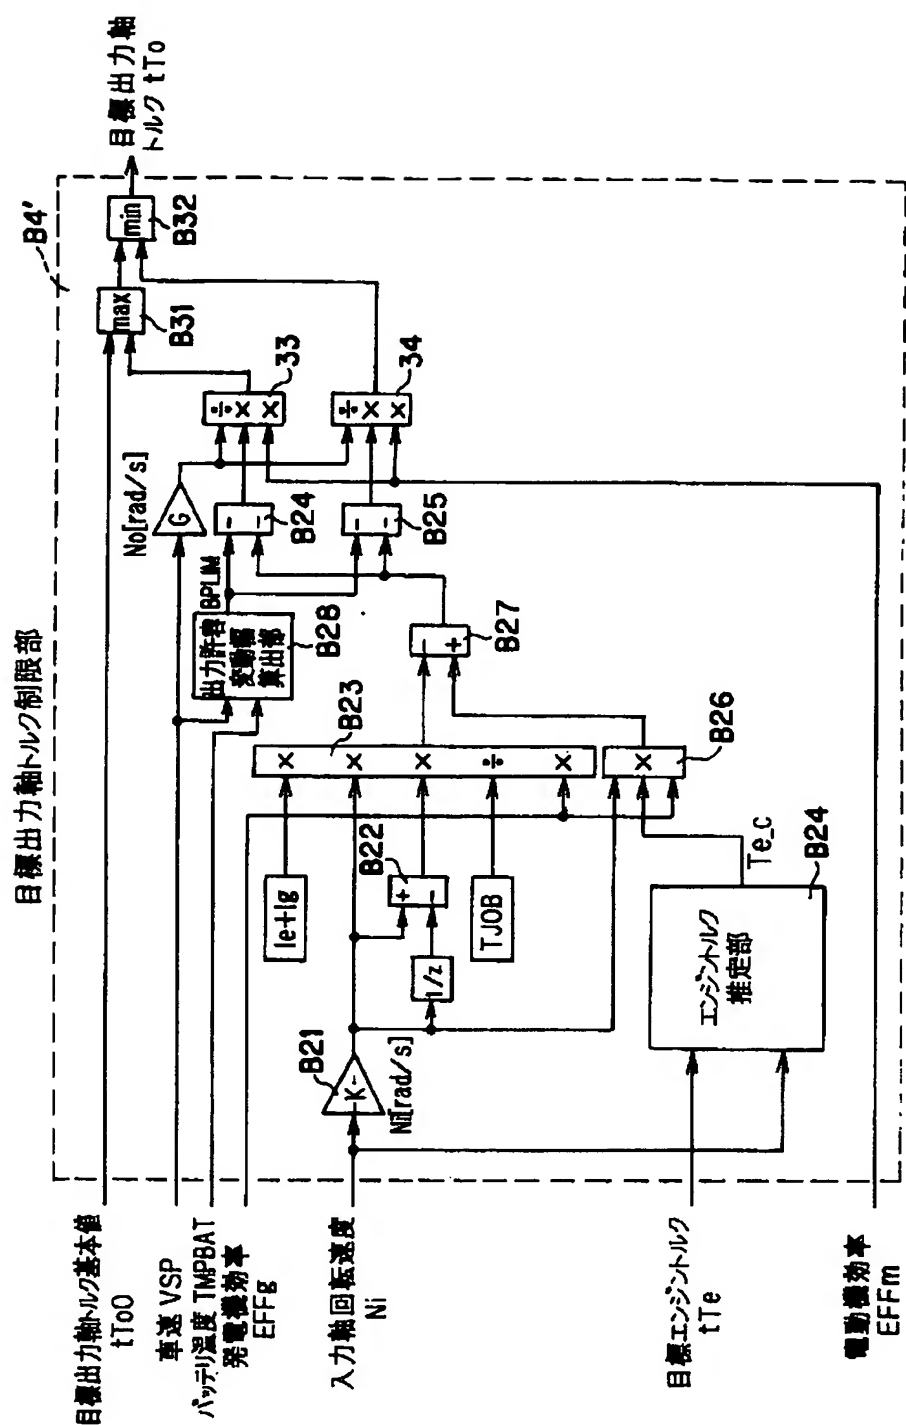 目標出力軸トルク制限部
B4'
目標出力軸トルク基本値
tTo0
車速 VSP
バッテリ温度 TMPBAT
発電機効率
EFFg
入力軸回転速度
Ni
目標エンジントルク
tTe
電動機効率
EFFm
目標出力軸
トルク tTo
max
B31
min
B32
No[rad/s]
G
出力許容
変動幅
算出部
B28
BPLIM
-
-
B24
-
-
B25
÷
×
×
33
÷
×
×
34
-
+
B27
×
×
×
÷
×
B23
Ie+Ig
+
-
B22
1/z
TJOB
K-
B21
Ni[rad/s]
×
B26
Te_C
エンジントルク
推定部
B24